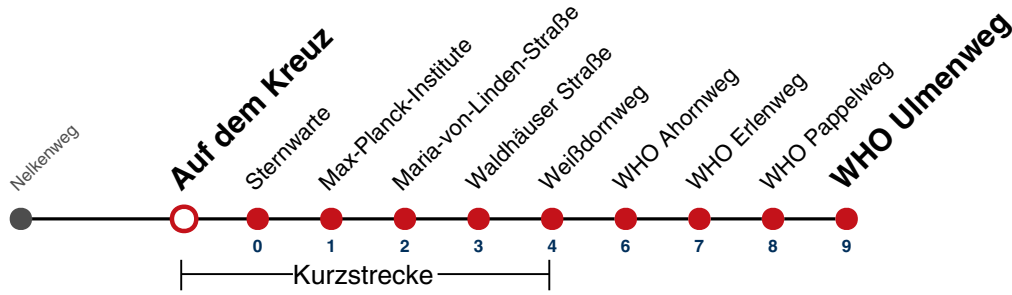 Nelkenweg
Auf dem Kreuz
Sternwarte
Max-Planck-Institute
Maria-von-Linden-Straße
Waldhäuser Straße
Weißdornweg
WHO Ahornweg
WHO Erlenweg
WHO Pappelweg
WHO Ulmenweg
0 1 2 3 4 6 7 8 9
Kurzstrecke